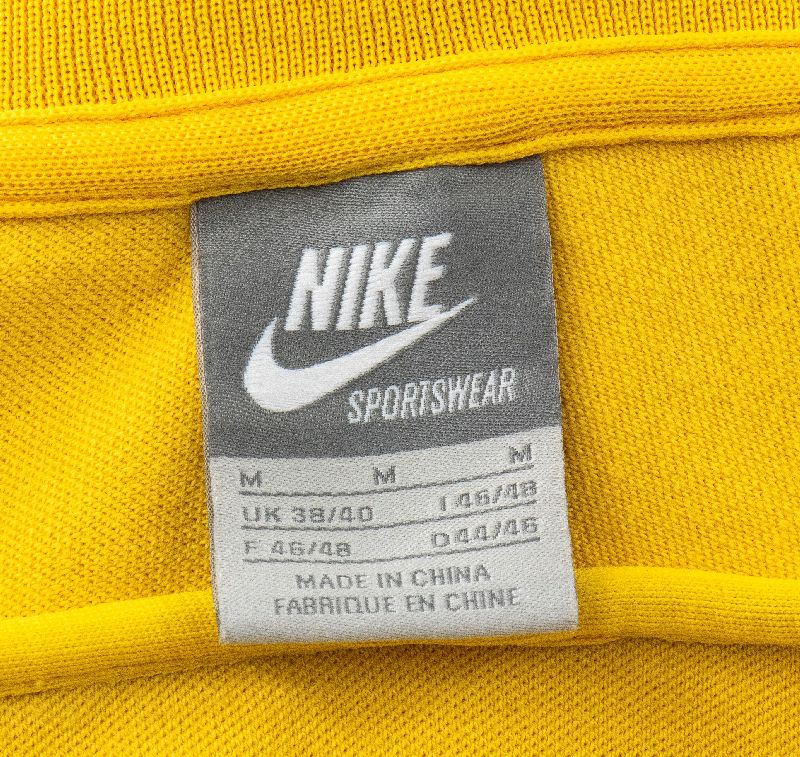 NIKE
SPORTSWEAR
M M M
UK 38/40 I 46/48
F 46/48 D 44/46
MADE IN CHINA
FABRIQUE EN CHINE